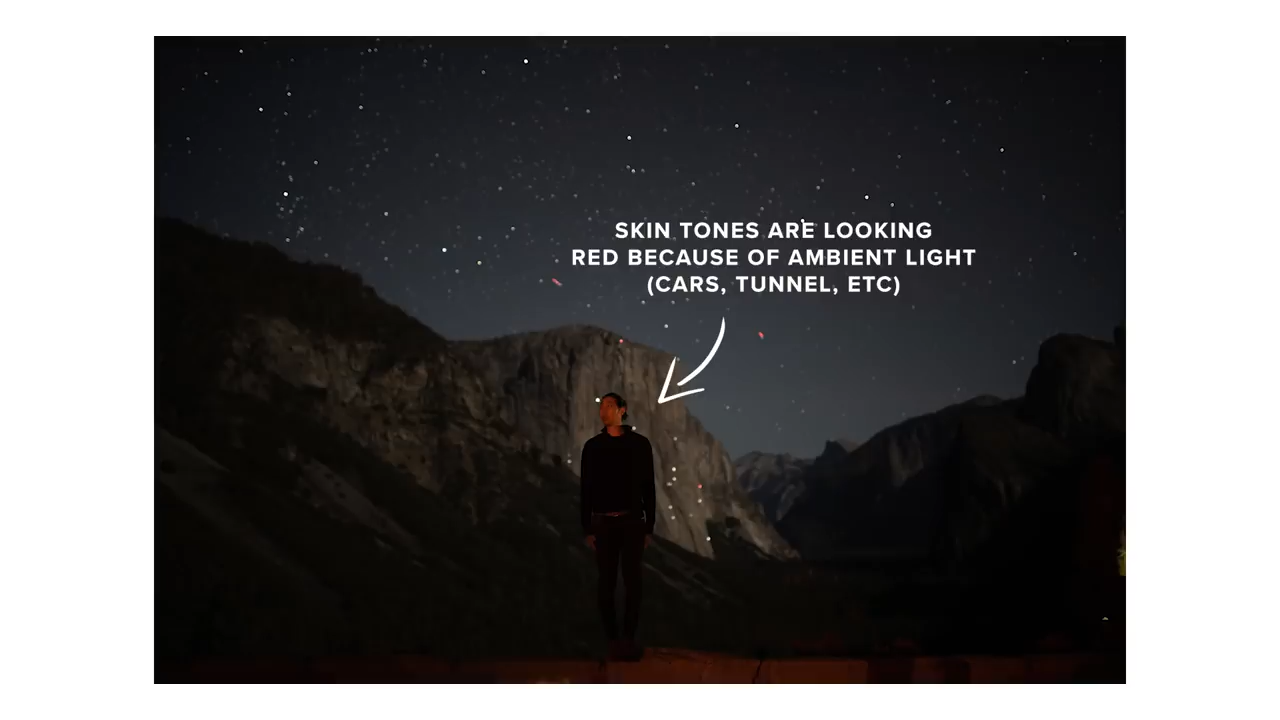 SKIN TONES ARE LOOKING
RED BECAUSE OF AMBIENT LIGHT
(CARS, TUNNEL, ETC)